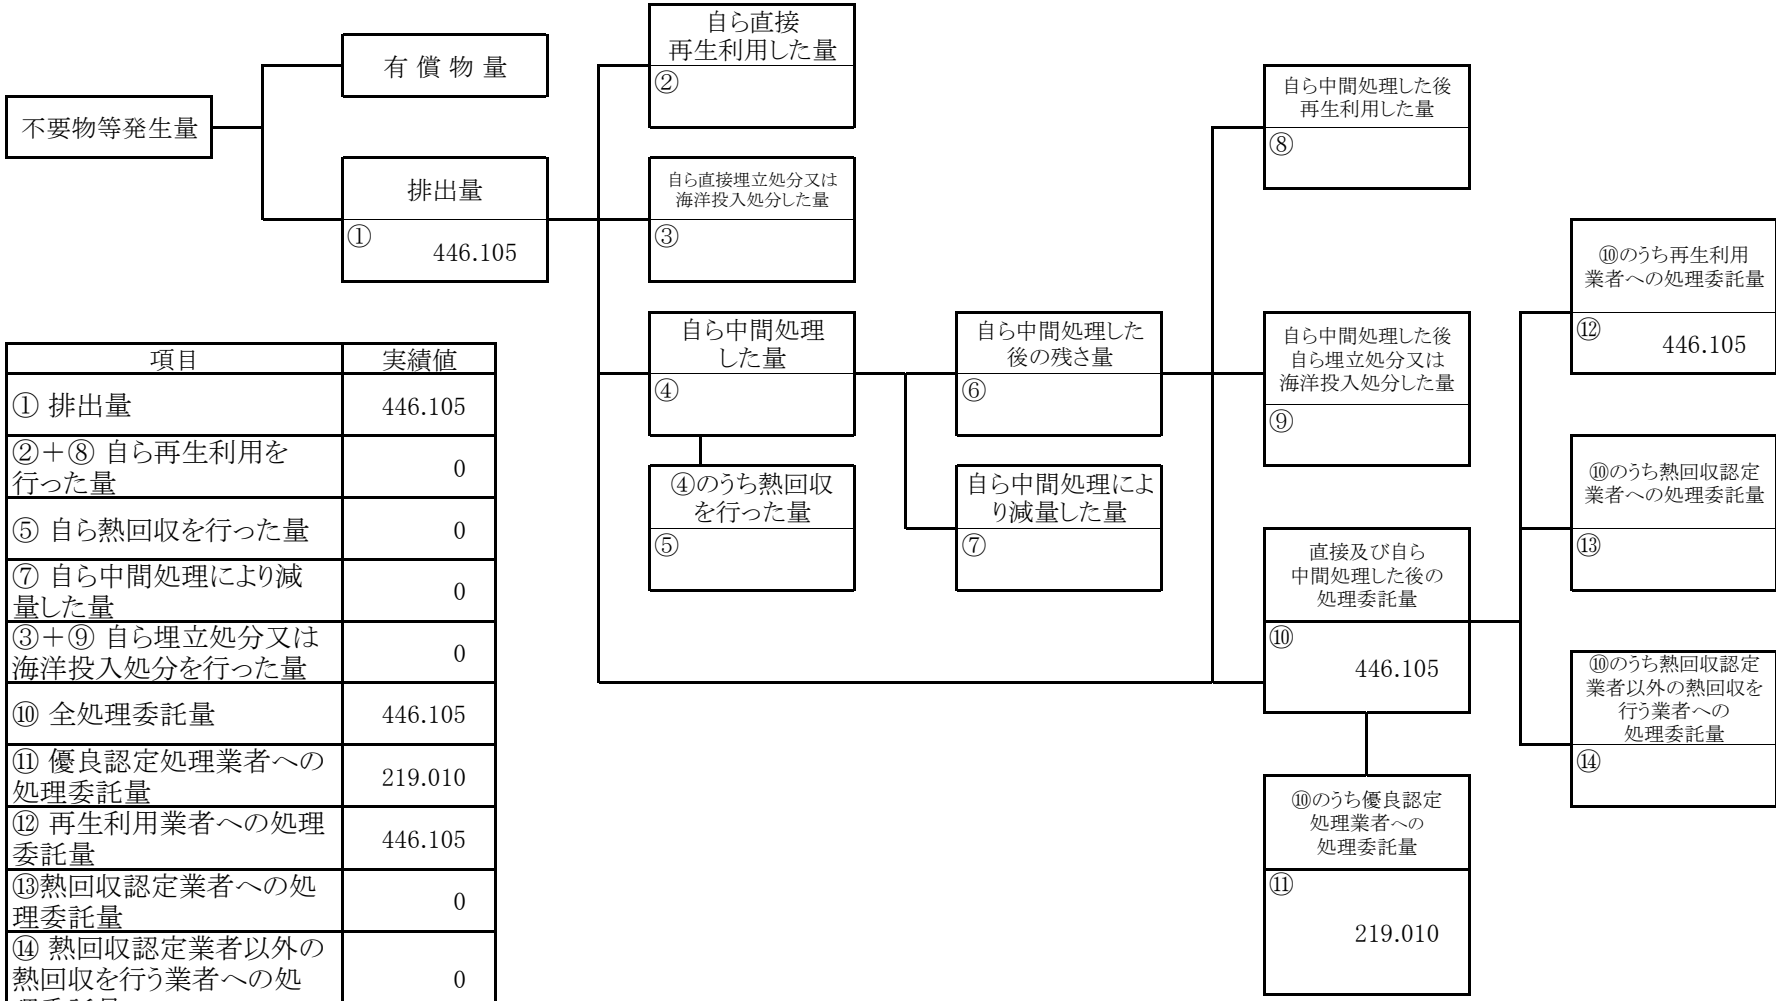 不要物等発生量
有 償 物 量
排出量
①
446.105
自ら直接
再生利用した量
②
自ら直接埋立処分又は
海洋投入処分した量
③
自ら中間処理
した量
④
④のうち熱回収
を行った量
⑤
自ら中間処理した
後の残さ量
⑥
自ら中間処理によ
り減量した量
⑦
自ら中間処理した後
再生利用した量
⑧
自ら中間処理した後
自ら埋立処分又は
海洋投入処分した量
⑨
直接及び自ら
中間処理した後の
処理委託量
⑩
446.105
⑩のうち優良認定
処理業者への
処理委託量
⑪
219.010
⑩のうち再生利用
業者への処理委託量
⑫
446.105
⑩のうち熱回収認定
業者への処理委託量
⑬
⑩のうち熱回収認定
業者以外の熱回収を
行う業者への
処理委託量
⑭
項目 実績値
① 排出量 446.105
②+⑧ 自ら再生利用を
行った量 0
⑤ 自ら熱回収を行った量 0
⑦ 自ら中間処理により減
量した量 0
③+⑨ 自ら埋立処分又は
海洋投入処分を行った量 0
⑩ 全処理委託量 446.105
⑪ 優良認定処理業者への
処理委託量 219.010
⑫ 再生利用業者への処理
委託量 446.105
⑬熱回収認定業者への処
理委託量 0
⑭ 熱回収認定業者以外の
熱回収を行う業者への処 0